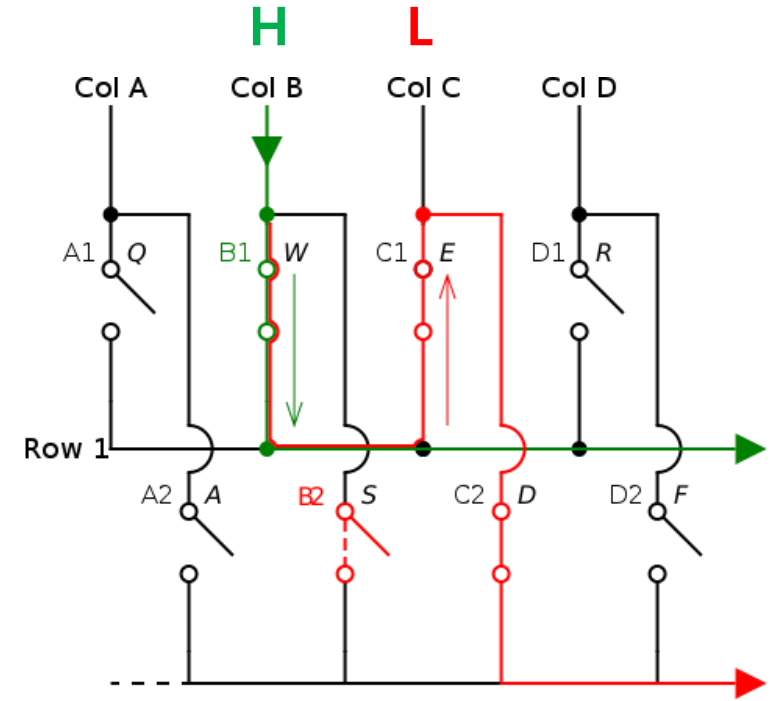 H L
Col A Col B Col C Col D
A1 Q B1 W C1 E D1 R
Row 1
A2 A B2 S C2 D D2 F